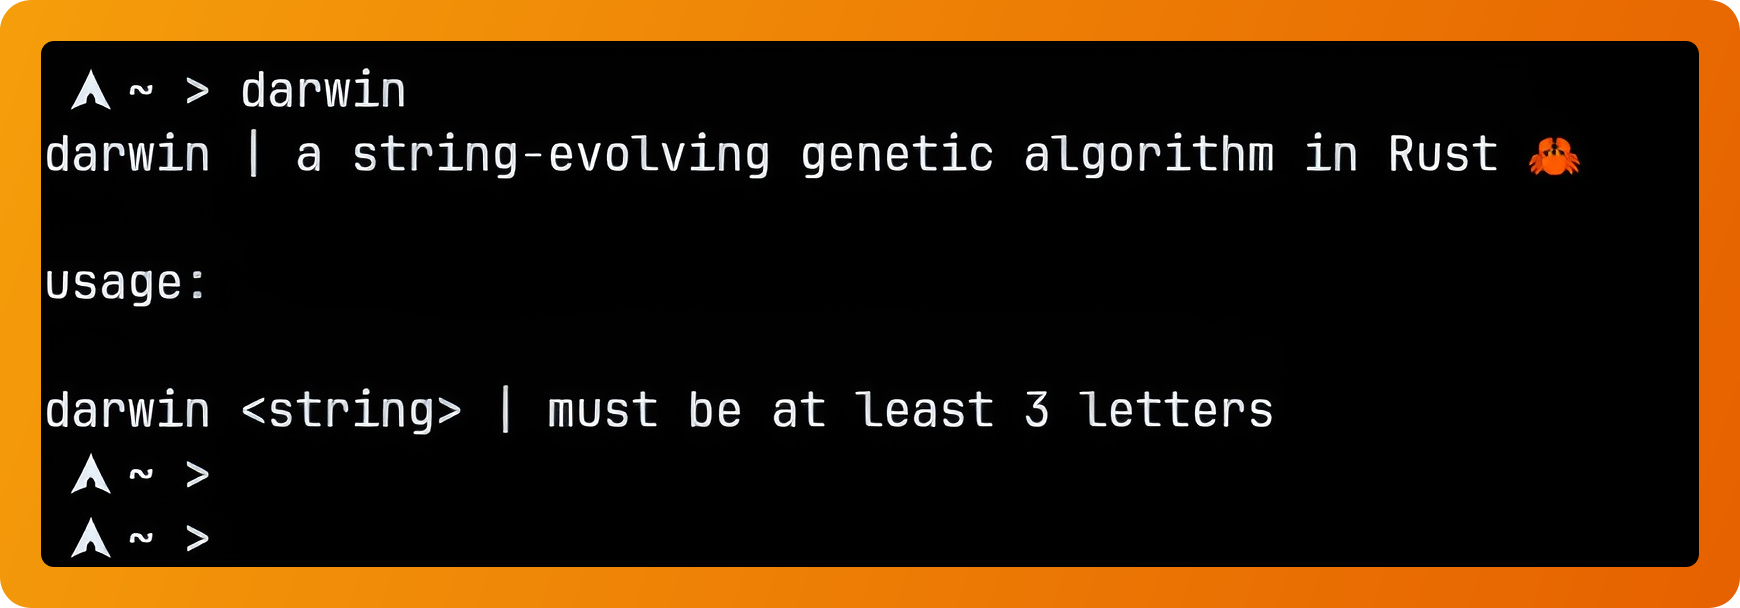 ~ > darwin
darwin | a string-evolving genetic algorithm in Rust 🦀
usage:
darwin <string> | must be at least 3 letters
~ >
~ >